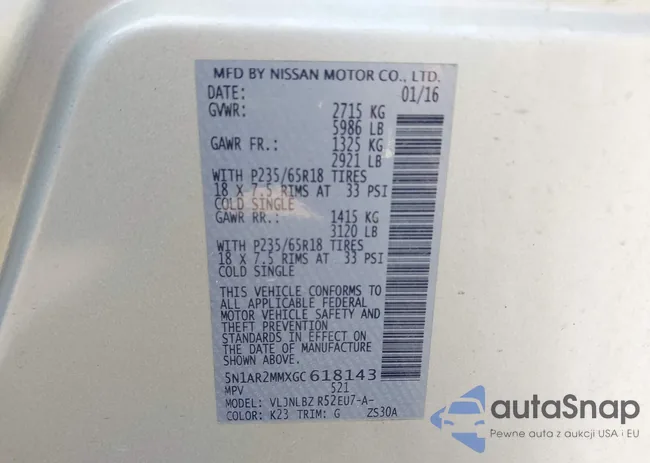 MFD BY NISSAN MOTOR CO., LTD.
DATE: 01/16
GVWR: 2715 KG
5986 LB
GAWR FR.: 1325 KG
2921 LB
WITH P235/65R18 TIRES
18 X 7.5 RIMS AT 33 PSI
COLD SINGLE
GAWR RR.: 1415 KG
3120 LB
WITH P235/65R18 TIRES
18 X 7.5 RIMS AT 33 PSI
COLD SINGLE
THIS VEHICLE CONFORMS TO
ALL APPLICABLE FEDERAL
MOTOR VEHICLE SAFETY AND
THEFT PREVENTION
STANDARDS IN EFFECT ON
THE DATE OF MANUFACTURE
SHOWN ABOVE.
5N1AR2MMXGC618143
MPV 521
MODEL: VLJNLBZ R52EU7-A-
COLOR: K23 TRIM: G ZS30A
autoSnap
Pewne auta z aukcji USA i EU